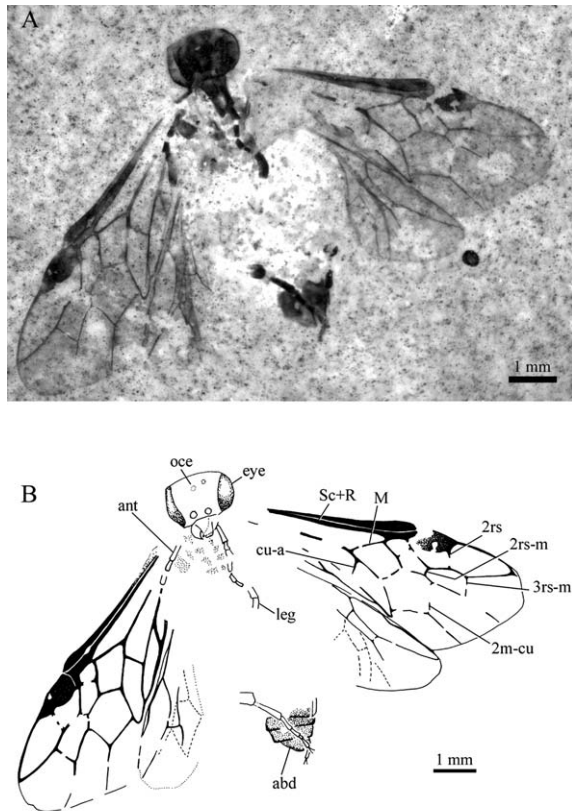 A
1 mm
B
oce
eye
ant
Sc+R
M
2rs
2rs-m
cu-a
3rs-m
leg
2m-cu
abd
1 mm